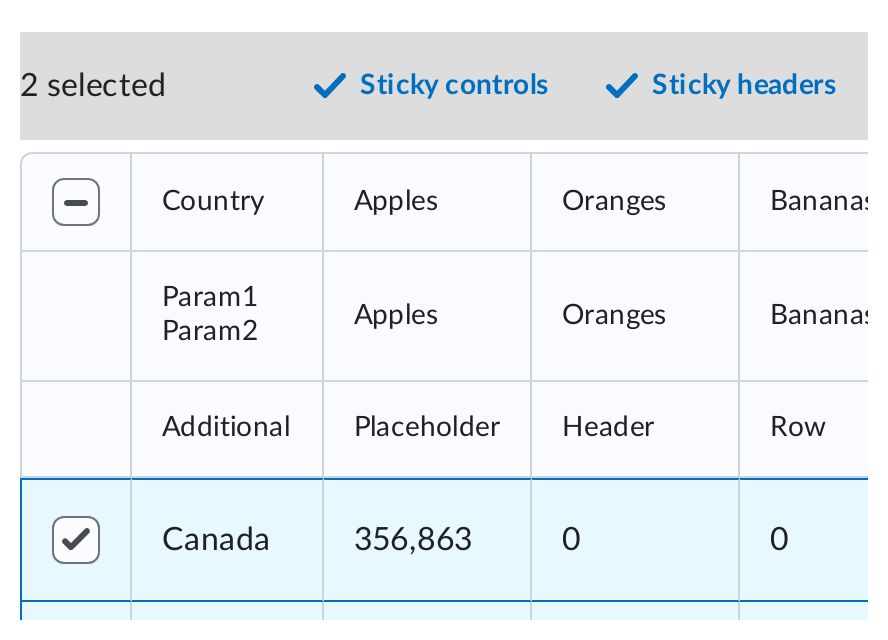 2 selected Sticky controls Sticky headers
Country Apples Oranges Bananas
Param1
Param2 Apples Oranges Bananas
Additional Placeholder Header Row
Canada 356,863 0 0